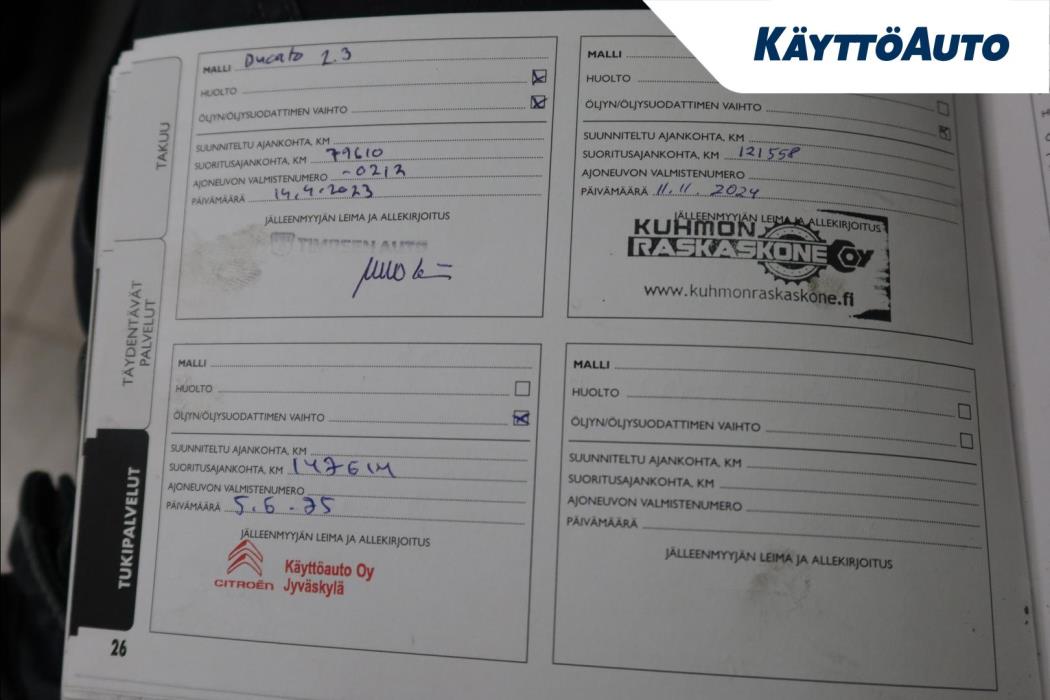 KÄYTTÖAUTO
TAKUU
TÄYDENTÄVÄT
PALVELUT
TUKIPALVELUT
26
MALLI Ducato 2.3
HUOLTO
ÖLJYN/ÖLJYSUODATTIMEN VAIHTO
SUUNNITELTU AJANKOHTA, KM
SUORITUSAJANKOHTA, KM 79610
AJONEUVON VALMISTENUMERO -0212
PÄIVÄMÄÄRÄ 14.4.2023
JÄLLEENMYYJÄN LEIMA JA ALLEKIRJOITUS
TIMOSEN AUTO
MALLI
HUOLTO
ÖLJYN/ÖLJYSUODATTIMEN VAIHTO
SUUNNITELTU AJANKOHTA, KM
SUORITUSAJANKOHTA, KM 121558
AJONEUVON VALMISTENUMERO
PÄIVÄMÄÄRÄ 11.11. 2024
JÄLLEENMYYJÄN LEIMA JA ALLEKIRJOITUS
KUHMON
RASKASKONE OY
www.kuhmonraskaskone.fi
MALLI
HUOLTO
ÖLJYN/ÖLJYSUODATTIMEN VAIHTO
SUUNNITELTU AJANKOHTA, KM
SUORITUSAJANKOHTA, KM 147614
AJONEUVON VALMISTENUMERO
PÄIVÄMÄÄRÄ 5.6-25
JÄLLEENMYYJÄN LEIMA JA ALLEKIRJOITUS
CITROËN
Käyttöauto Oy
Jyväskylä
MALLI
HUOLTO
ÖLJYN/ÖLJYSUODATTIMEN VAIHTO
SUUNNITELTU AJANKOHTA, KM
SUORITUSAJANKOHTA, KM
AJONEUVON VALMISTENUMERO
PÄIVÄMÄÄRÄ
JÄLLEENMYYJÄN LEIMA JA ALLEKIRJOITUS